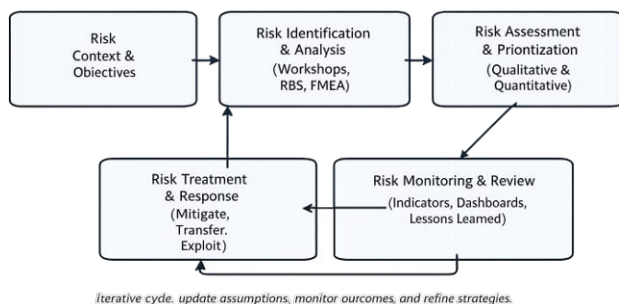 Risk
Context &
Objectives
Risk Identification
& Analysis
(Workshops,
RBS, FMEA)
Risk Assessment
& Priontization
(Qualitative &
Quantitative)
Risk Treatment
& Response
(Mitigate,
Transfer.
Exploit)
Risk Monitoring & Review
(Indicators, Dashboards,
Lessons Leamed)
Iterative cycle. update assumptions, monitor ourcomes, and refine strategies.